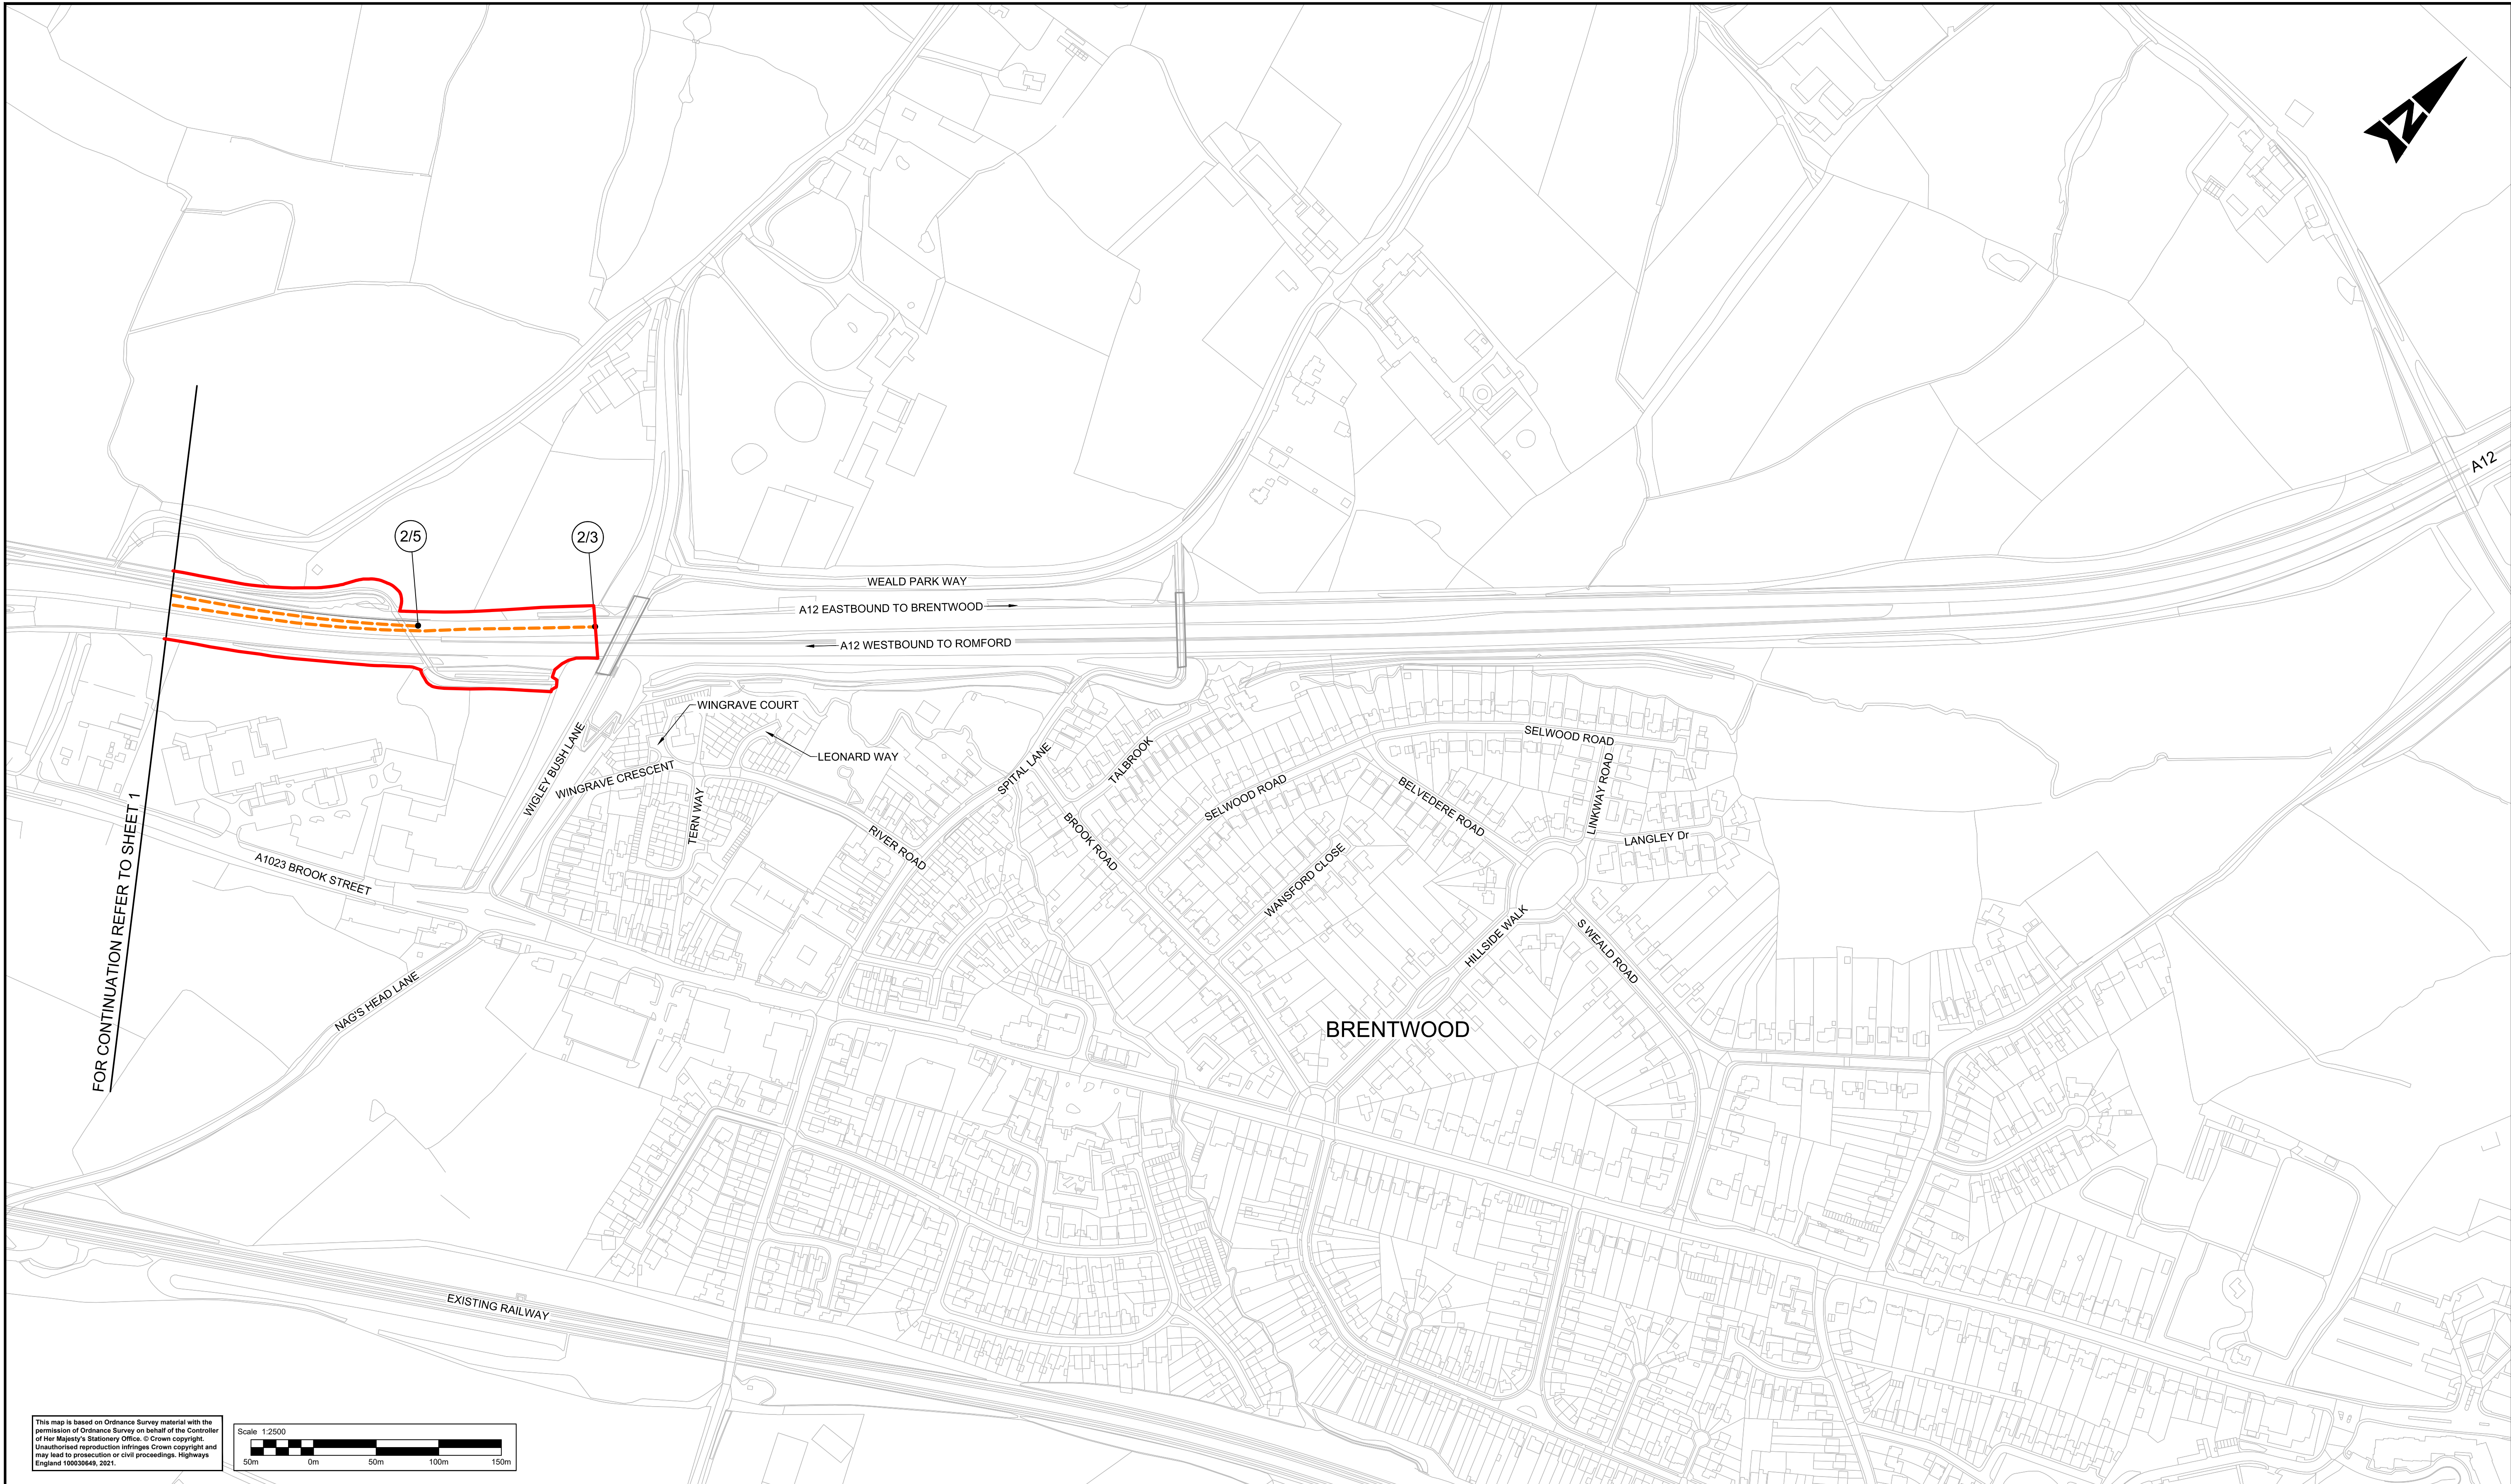 N
A12
2/5
2/3
WEALD PARK WAY
A12 EASTBOUND TO BRENTWOOD
A12 WESTBOUND TO ROMFORD
WINGRAVE COURT
LEONARD WAY
WIGLEY BUSH LANE
WINGRAVE CRESCENT
TERN WAY
RIVER ROAD
SPITAL LANE
TALBROOK
BROOK ROAD
SELWOOD ROAD
SELWOOD ROAD
BELVEDERE ROAD
LINKWAY ROAD
LANGLEY Dr
WANSFORD CLOSE
HILLSIDE WALK
S WEALD ROAD
FOR CONTINUATION REFER TO SHEET 1
A1023 BROOK STREET
NAG'S HEAD LANE
BRENTWOOD
EXISTING RAILWAY
This map is based on Ordnance Survey material with the
permission of Ordnance Survey on behalf of the Controller
of Her Majesty's Stationery Office. © Crown copyright.
Unauthorised reproduction infringes Crown copyright and
may lead to prosecution or civil proceedings. Highways
England 100030649, 2021.
Scale 1:2500
50m 0m 50m 100m 150m